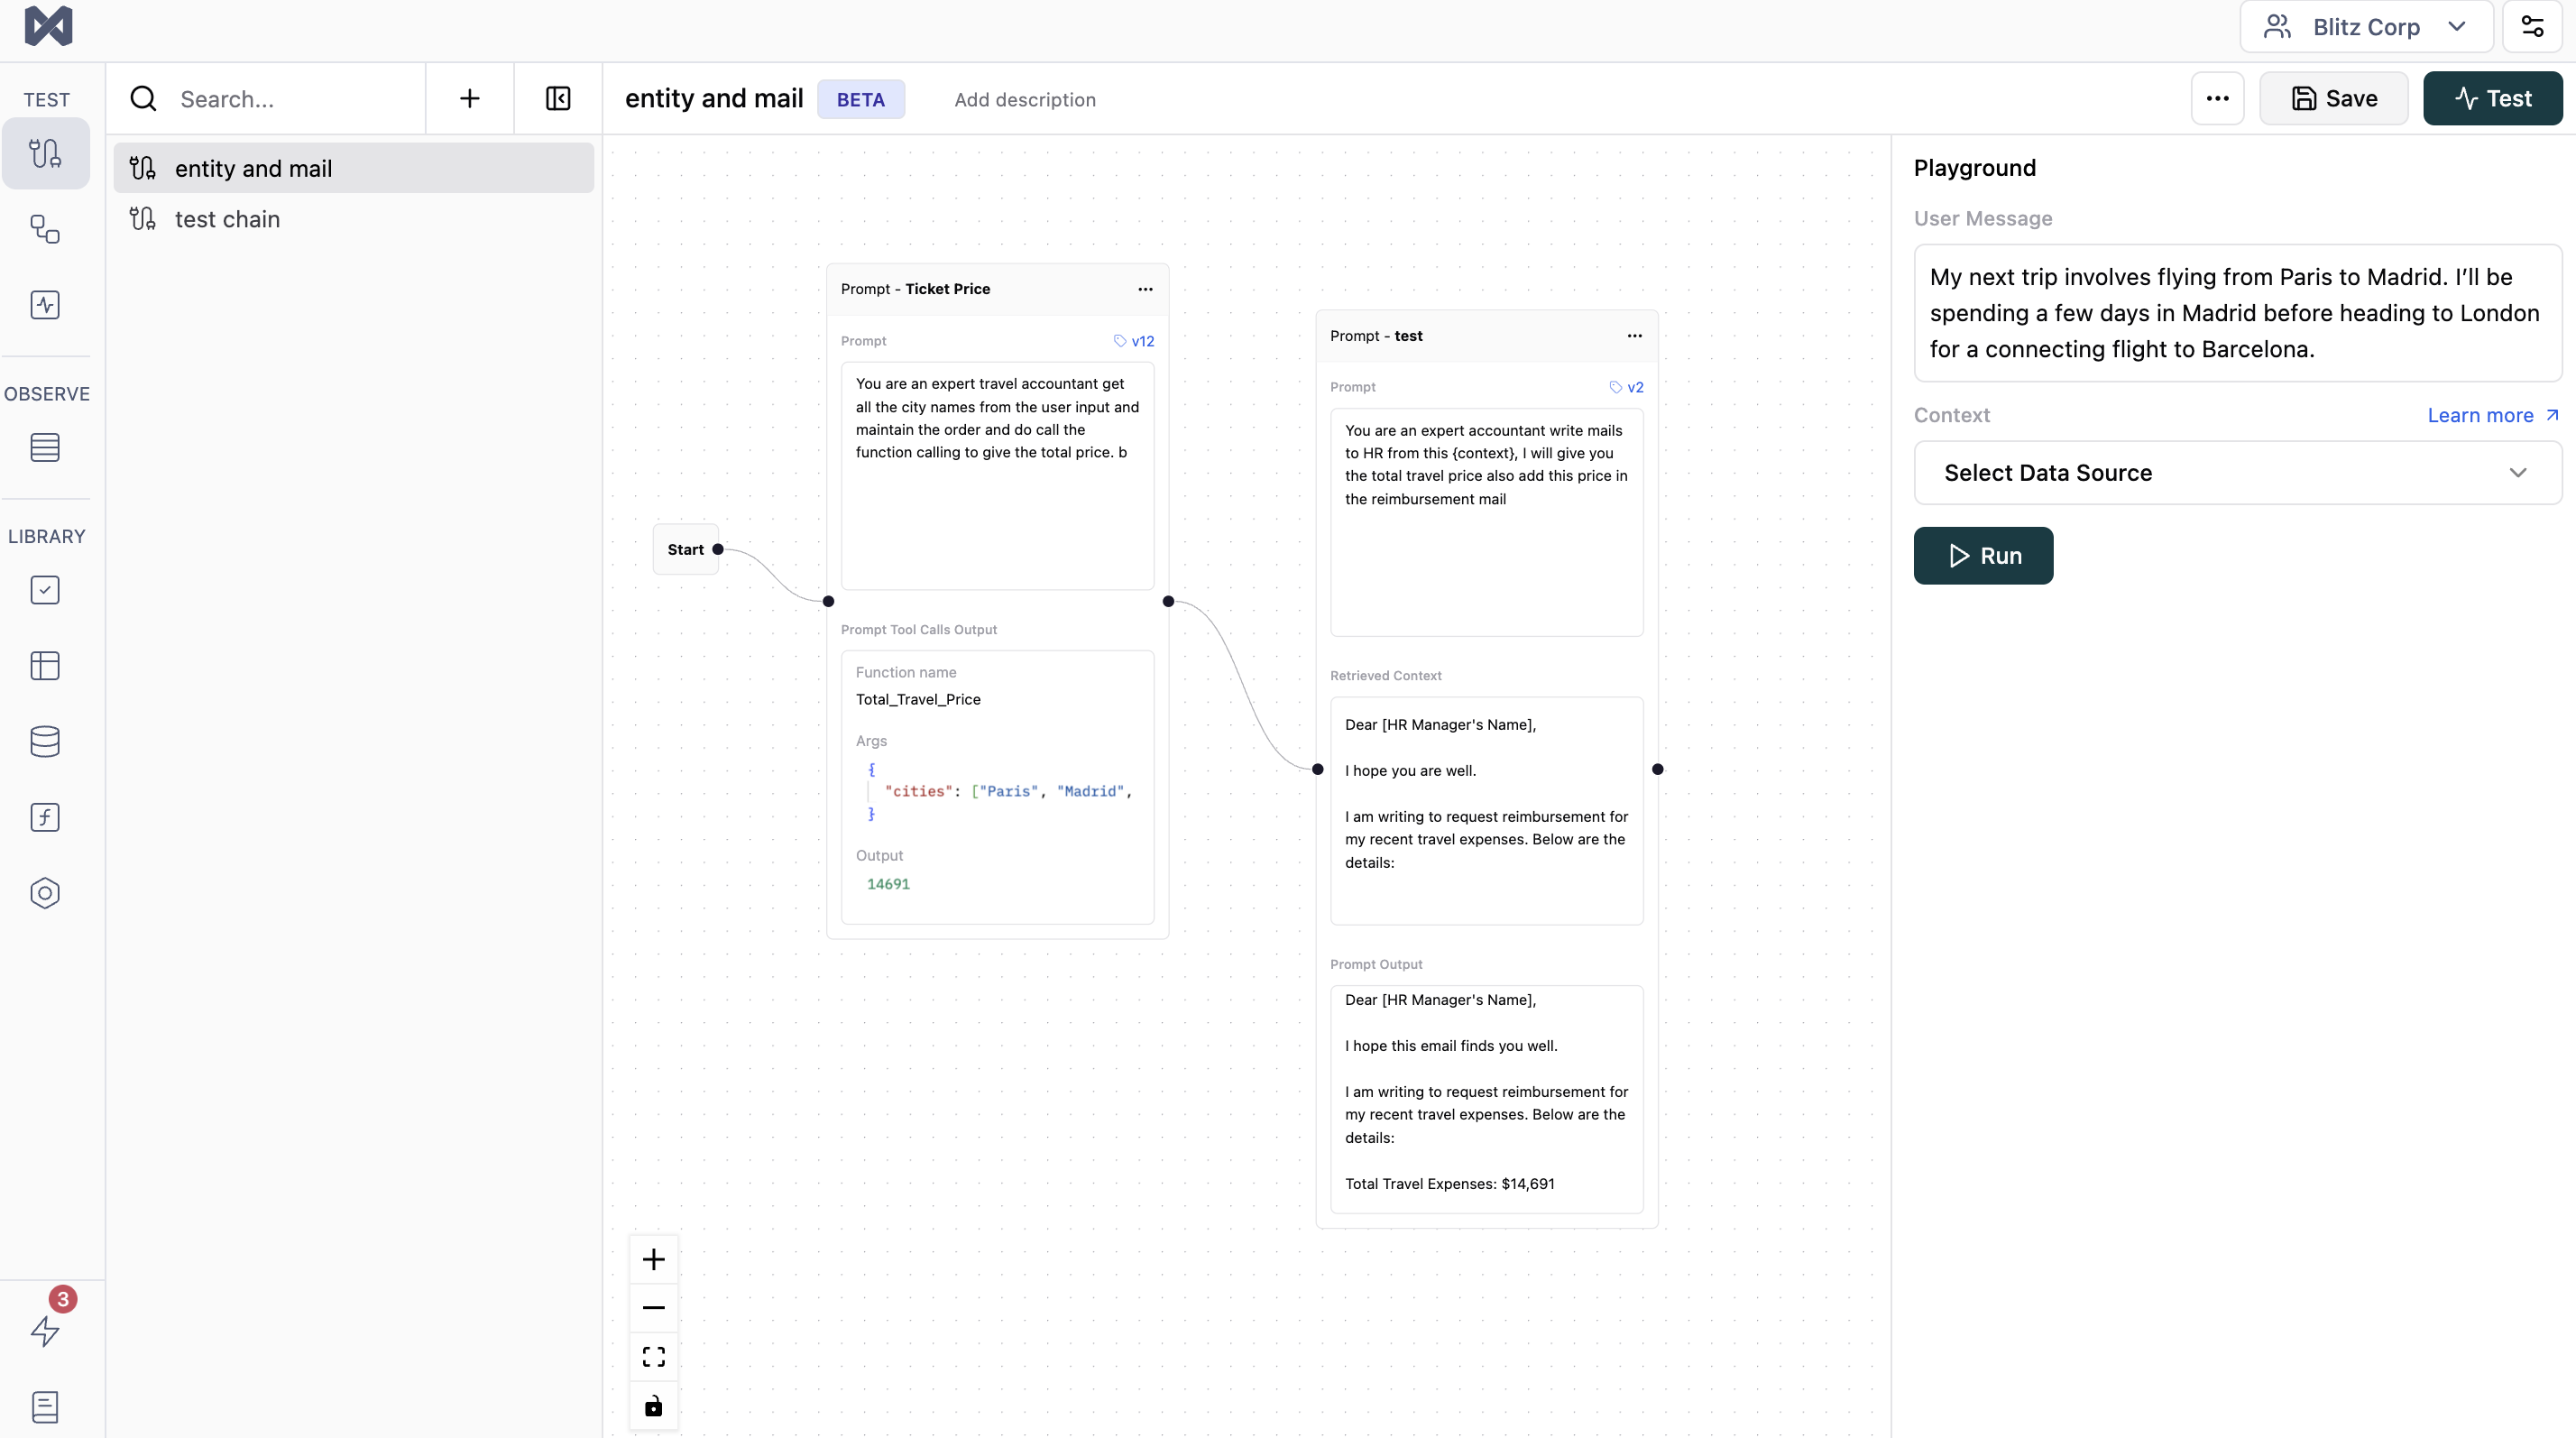 Blitz Corp
TEST
Search...
entity and mail
BETA
Add description
Save
Test
entity and mail
test chain
OBSERVE
LIBRARY
3
Start
Prompt - Ticket Price
Prompt
v12
You are an expert travel accountant get
all the city names from the user input and
maintain the order and do call the
function calling to give the total price. b
Prompt Tool Calls Output
Function name
Total_Travel_Price
Args
{
"cities": ["Paris", "Madrid",
}
Output
14691
Prompt - test
Prompt
v2
You are an expert accountant write mails
to HR from this {context}, I will give you
the total travel price also add this price in
the reimbursement mail
Retrieved Context
Dear [HR Manager's Name],
I hope you are well.
I am writing to request reimbursement for
my recent travel expenses. Below are the
details:
Prompt Output
Dear [HR Manager's Name],
I hope this email finds you well.
I am writing to request reimbursement for
my recent travel expenses. Below are the
details:
Total Travel Expenses: $14,691
Playground
User Message
My next trip involves flying from Paris to Madrid. I'll be
spending a few days in Madrid before heading to London
for a connecting flight to Barcelona.
Context
Learn more
Select Data Source
Run